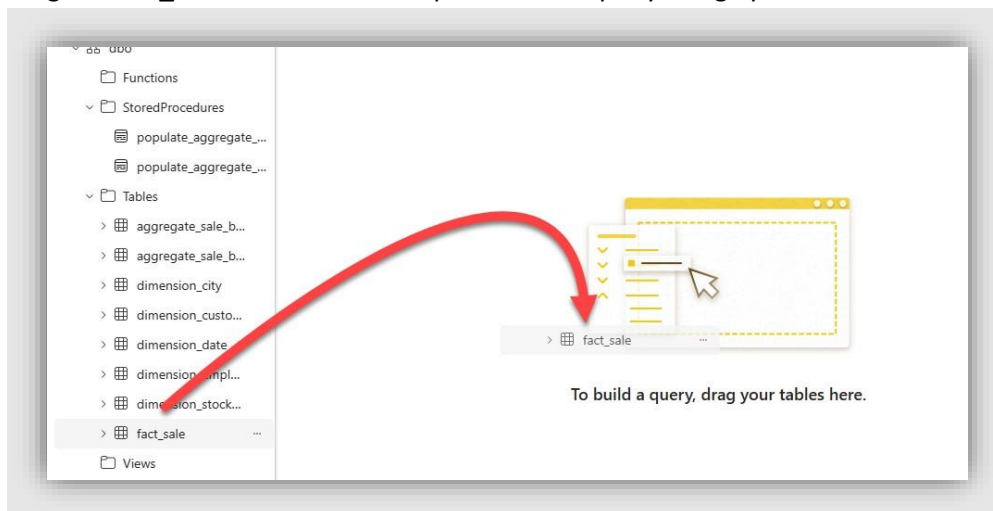 dbo
Functions
StoredProcedures
populate_aggregate_...
populate_aggregate_...
Tables
aggregate_sale_b...
aggregate_sale_b...
dimension_city
dimension_custo...
dimension_date
dimension_empl...
dimension_stock...
fact_sale ...
Views
fact_sale ...
To build a query, drag your tables here.